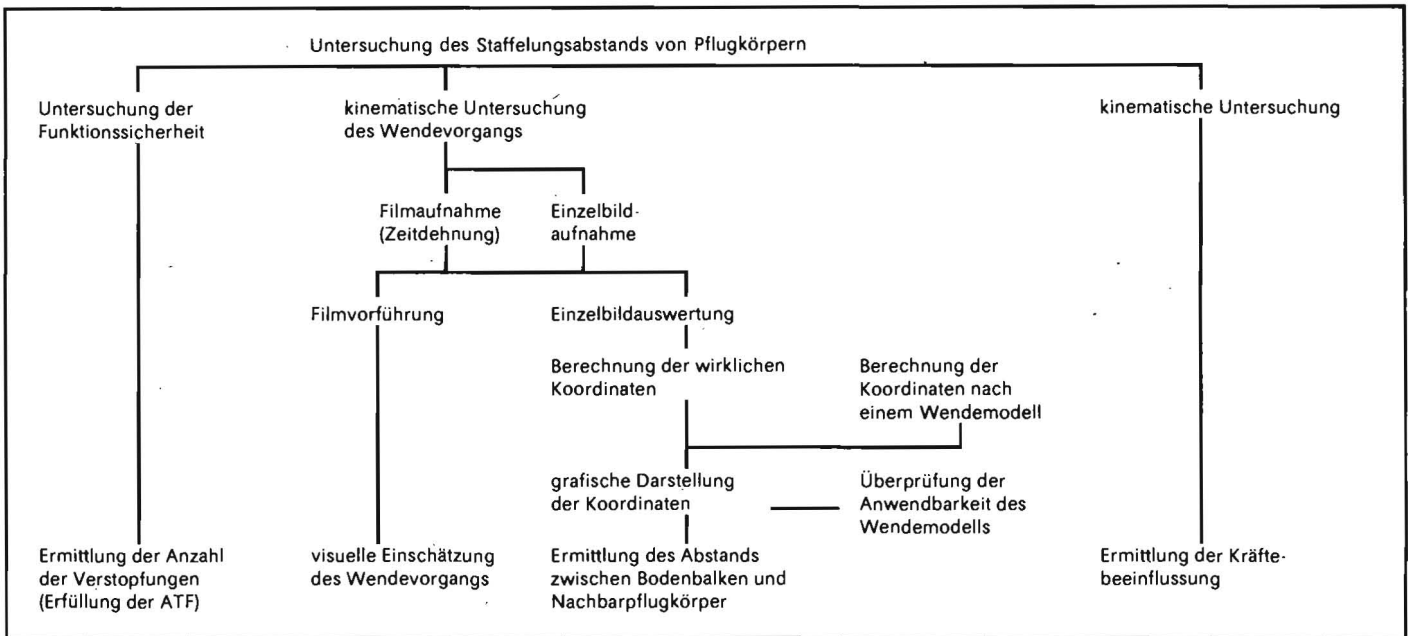 Untersuchung des Staffelungsabstands von Pflugkörpern
Untersuchung der
Funktionssicherheit
kinematische Untersuchung
des Wendevorgangs
kinematische Untersuchung
Filmaufnahme
(Zeitdehnung)
Einzelbild-
aufnahme
Filmvorführung
Einzelbildauswertung
Berechnung der wirklichen
Koordinaten
Berechnung der
Koordinaten nach
einem Wendemodell
grafische Darstellung
der Koordinaten
Überprüfung der
Anwendbarkeit des
Wendemodells
Ermittlung der Anzahl
der Verstopfungen
(Erfüllung der ATF)
visuelle Einschätzung
des Wendevorgangs
Ermittlung des Abstands
zwischen Bodenbalken und
Nachbarpflugkörper
Ermittlung der Kräfte-
beeinflussung